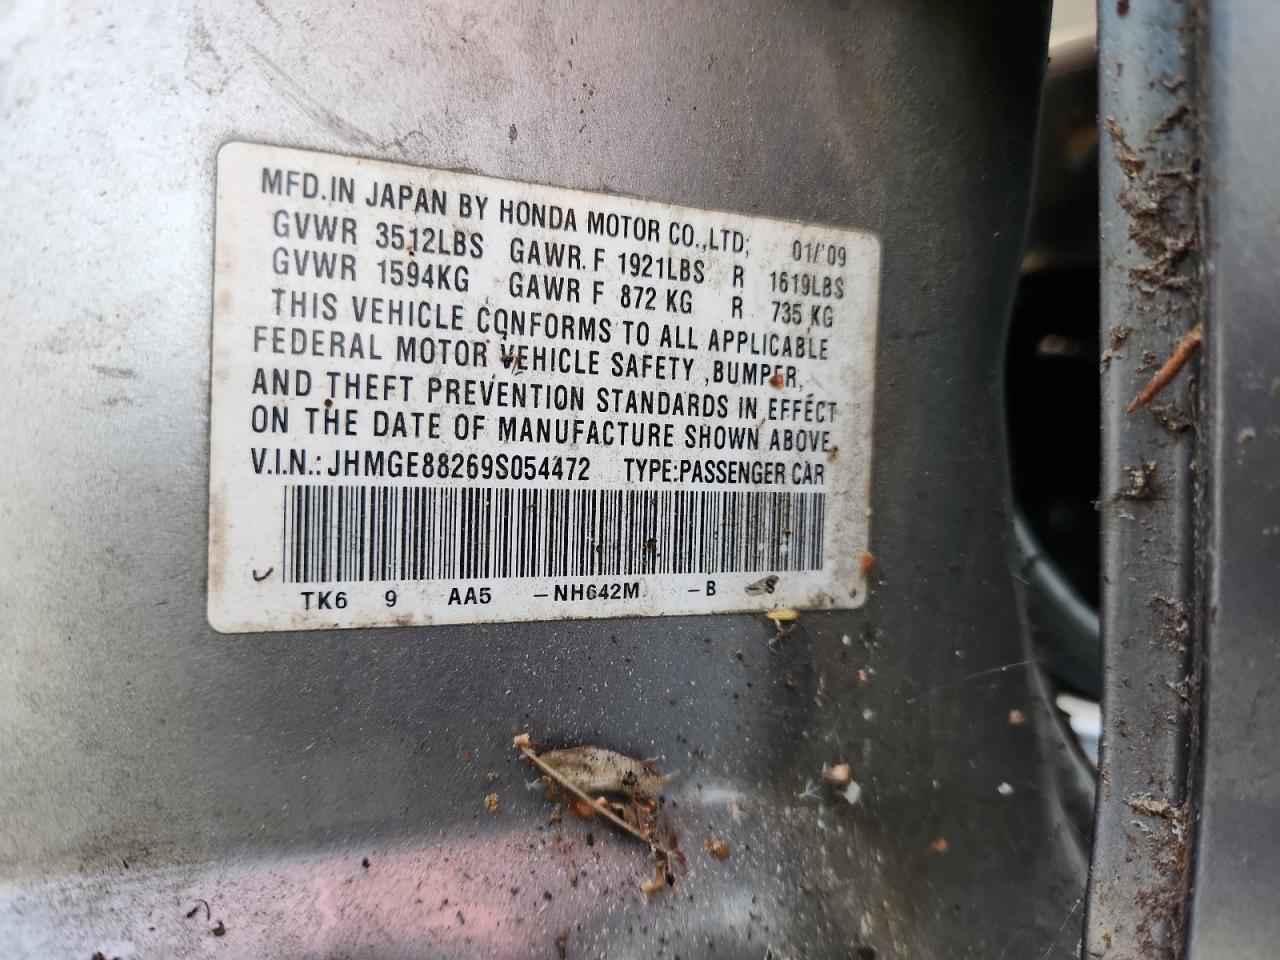 MFD.IN JAPAN BY HONDA MOTOR CO.,LTD; 01/'09
GVWR 3512LBS GAWR.F 1921LBS R 1619LBS
GVWR 1594KG GAWR F 872 KG R 735 KG
THIS VEHICLE CONFORMS TO ALL APPLICABLE
FEDERAL MOTOR VEHICLE SAFETY ,BUMPER,
AND THEFT PREVENTION STANDARDS IN EFFECT
ON THE DATE OF MANUFACTURE SHOWN ABOVE.
V.I.N.: JHMGE88269S054472 TYPE:PASSENGER CAR
TK6 9 AA5 –NH642M –B –S